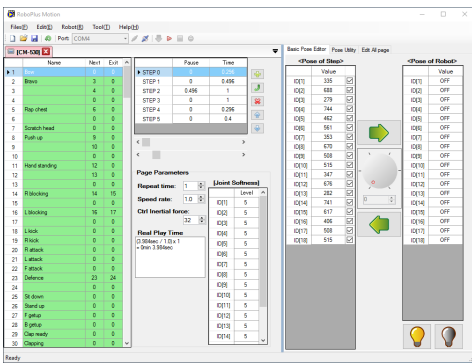 RoboPlus Motion
File(F) Edit(E) Robot(R) Tool(T) Help(H)
Port: COM4
[CM-530]
Name Next Exit
1 Bow 0 0
2 Bravo 3 0
3 4 0
4 0 0
5 Rap chest 6 0
6 0 0
7 Scratch head 0 0
8 Push up 9 0
9 10 0
10 0 0
11 Hand standing 12 0
12 13 0
13 0 0
14 R blocking 14 15
15 0 0
16 L blocking 16 17
17 0 0
18 L kick 0 0
19 R kick 0 0
20 R attack 0 0
21 L attack 0 0
22 F attack 0 0
23 Defence 23 24
24 0 0
25 Sit down 0 0
26 Stand up 0 0
27 F getup 0 0
28 B getup 0 0
29 Clap ready 0 0
30 Clapping 0 0
Pause Time
STEP 0 0 0.296
STEP 1 0 0.496
STEP 2 0.496 1
STEP 3 0 1
STEP 4 0 0.296
STEP 5 0 0.4
Page Parameters
Repeat time: 1
Speed rate: 1.0
Ctrl Inertial force:
32
Real Play Time
(3.984sec / 1.0) x 1
= 0min 3.984sec
[Joint Softness]
Level
ID[1] 5
ID[2] 5
ID[3] 5
ID[4] 5
ID[5] 5
ID[6] 5
ID[7] 5
ID[8] 5
ID[9] 5
ID[10] 5
ID[11] 5
ID[12] 5
ID[13] 5
ID[14] 5
Basic Pose Editor Pose Utility Edit All page
<Pose of Step>
Value
ID[1] 335
ID[2] 688
ID[3] 279
ID[4] 744
ID[5] 462
ID[6] 561
ID[7] 353
ID[8] 670
ID[9] 508
ID[10] 515
ID[11] 347
ID[12] 676
ID[13] 282
ID[14] 741
ID[15] 617
ID[16] 406
ID[17] 508
ID[18] 515
0
<Pose of Robot>
Value
ID[1] OFF
ID[2] OFF
ID[3] OFF
ID[4] OFF
ID[5] OFF
ID[6] OFF
ID[7] OFF
ID[8] OFF
ID[9] OFF
ID[10] OFF
ID[11] OFF
ID[12] OFF
ID[13] OFF
ID[14] OFF
ID[15] OFF
ID[16] OFF
ID[17] OFF
ID[18] OFF
Ready